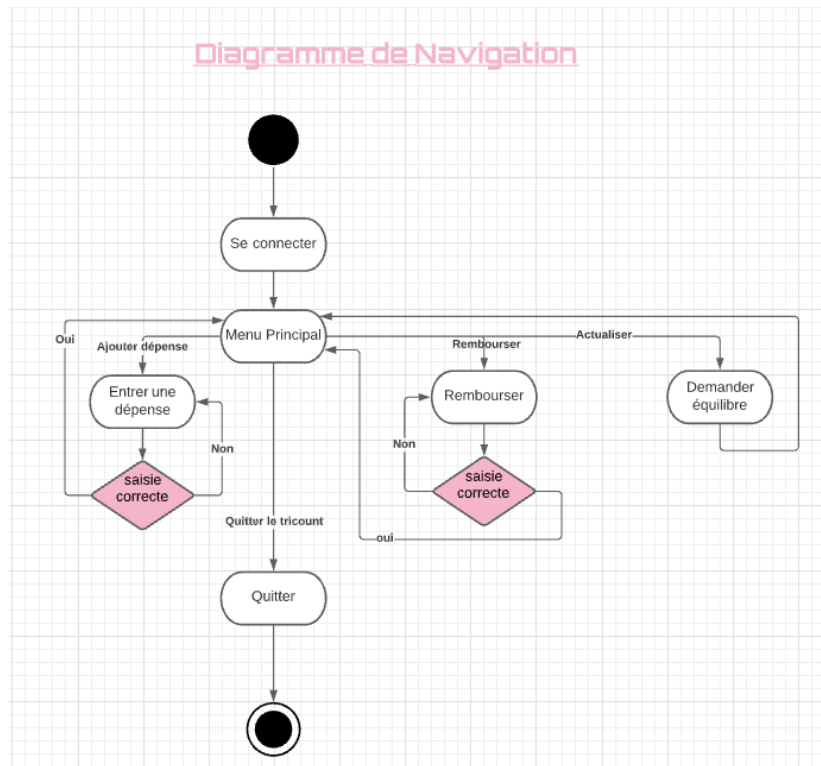 Diagramme de Navigation
Se connecter
Menu Principal
Oui
Ajouter dépense
Rembourser
Actualiser
Entrer une
dépense
Rembourser
Demander
équilibre
Non
Non
saisie
correcte
saisie
correcte
Quitter le tricount
oui
Quitter